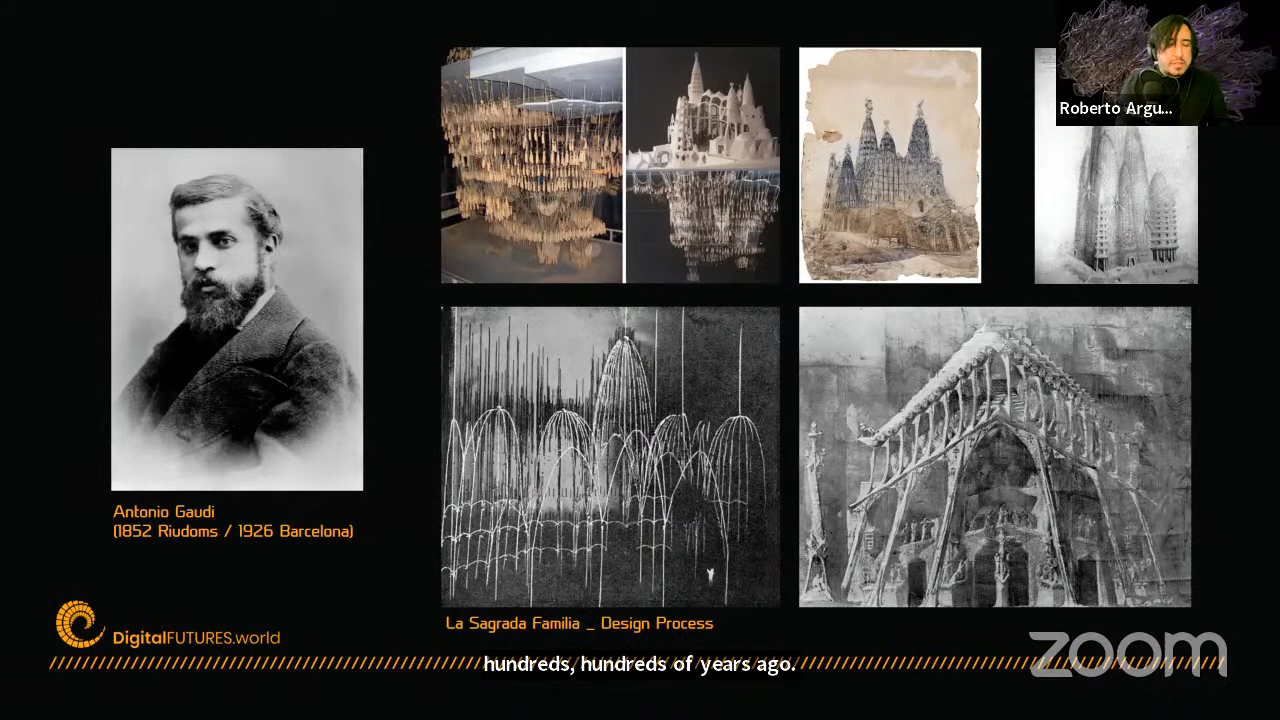 Roberto Argu...
Antonio Gaudi
(1852 Riudoms / 1926 Barcelona)
La Sagrada Familia _ Design Process
DigitalFUTURES.world
hundreds, hundreds of years ago.
zoom